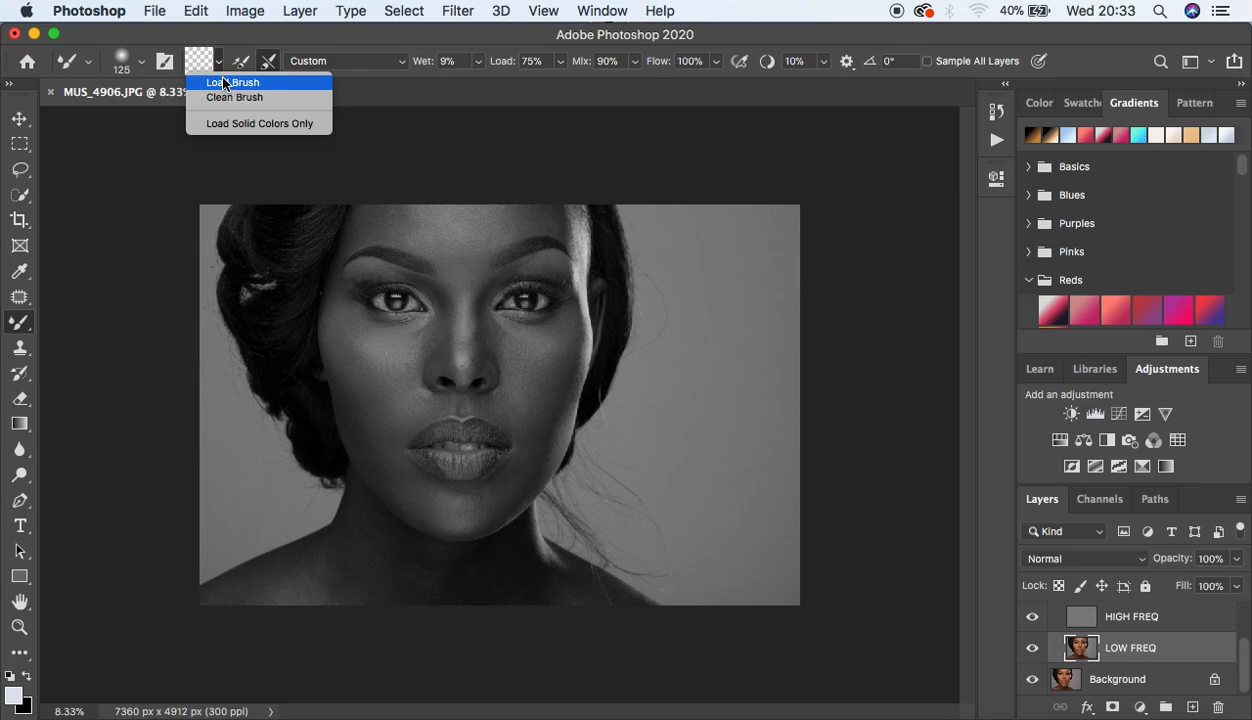 Photoshop File Edit Image Layer Type Select Filter 3D View Window Help 40% Wed 20:33
Adobe Photoshop 2020
125 Custom Wet: 9% Load: 75% Mix: 90% Flow: 100% 10% 0° Sample All Layers
Load Brush
Clean Brush
Load Solid Colors Only
MUS_4906.JPG @ 8.33%
Color Swatche Gradients Pattern
Basics
Blues
Purples
Pinks
Reds
Learn Libraries Adjustments
Add an adjustment
Layers Channels Paths
Kind
Normal Opacity: 100%
Lock: Fill: 100%
HIGH FREQ
LOW FREQ
Background
8.33% 7360 px x 4912 px (300 ppi)